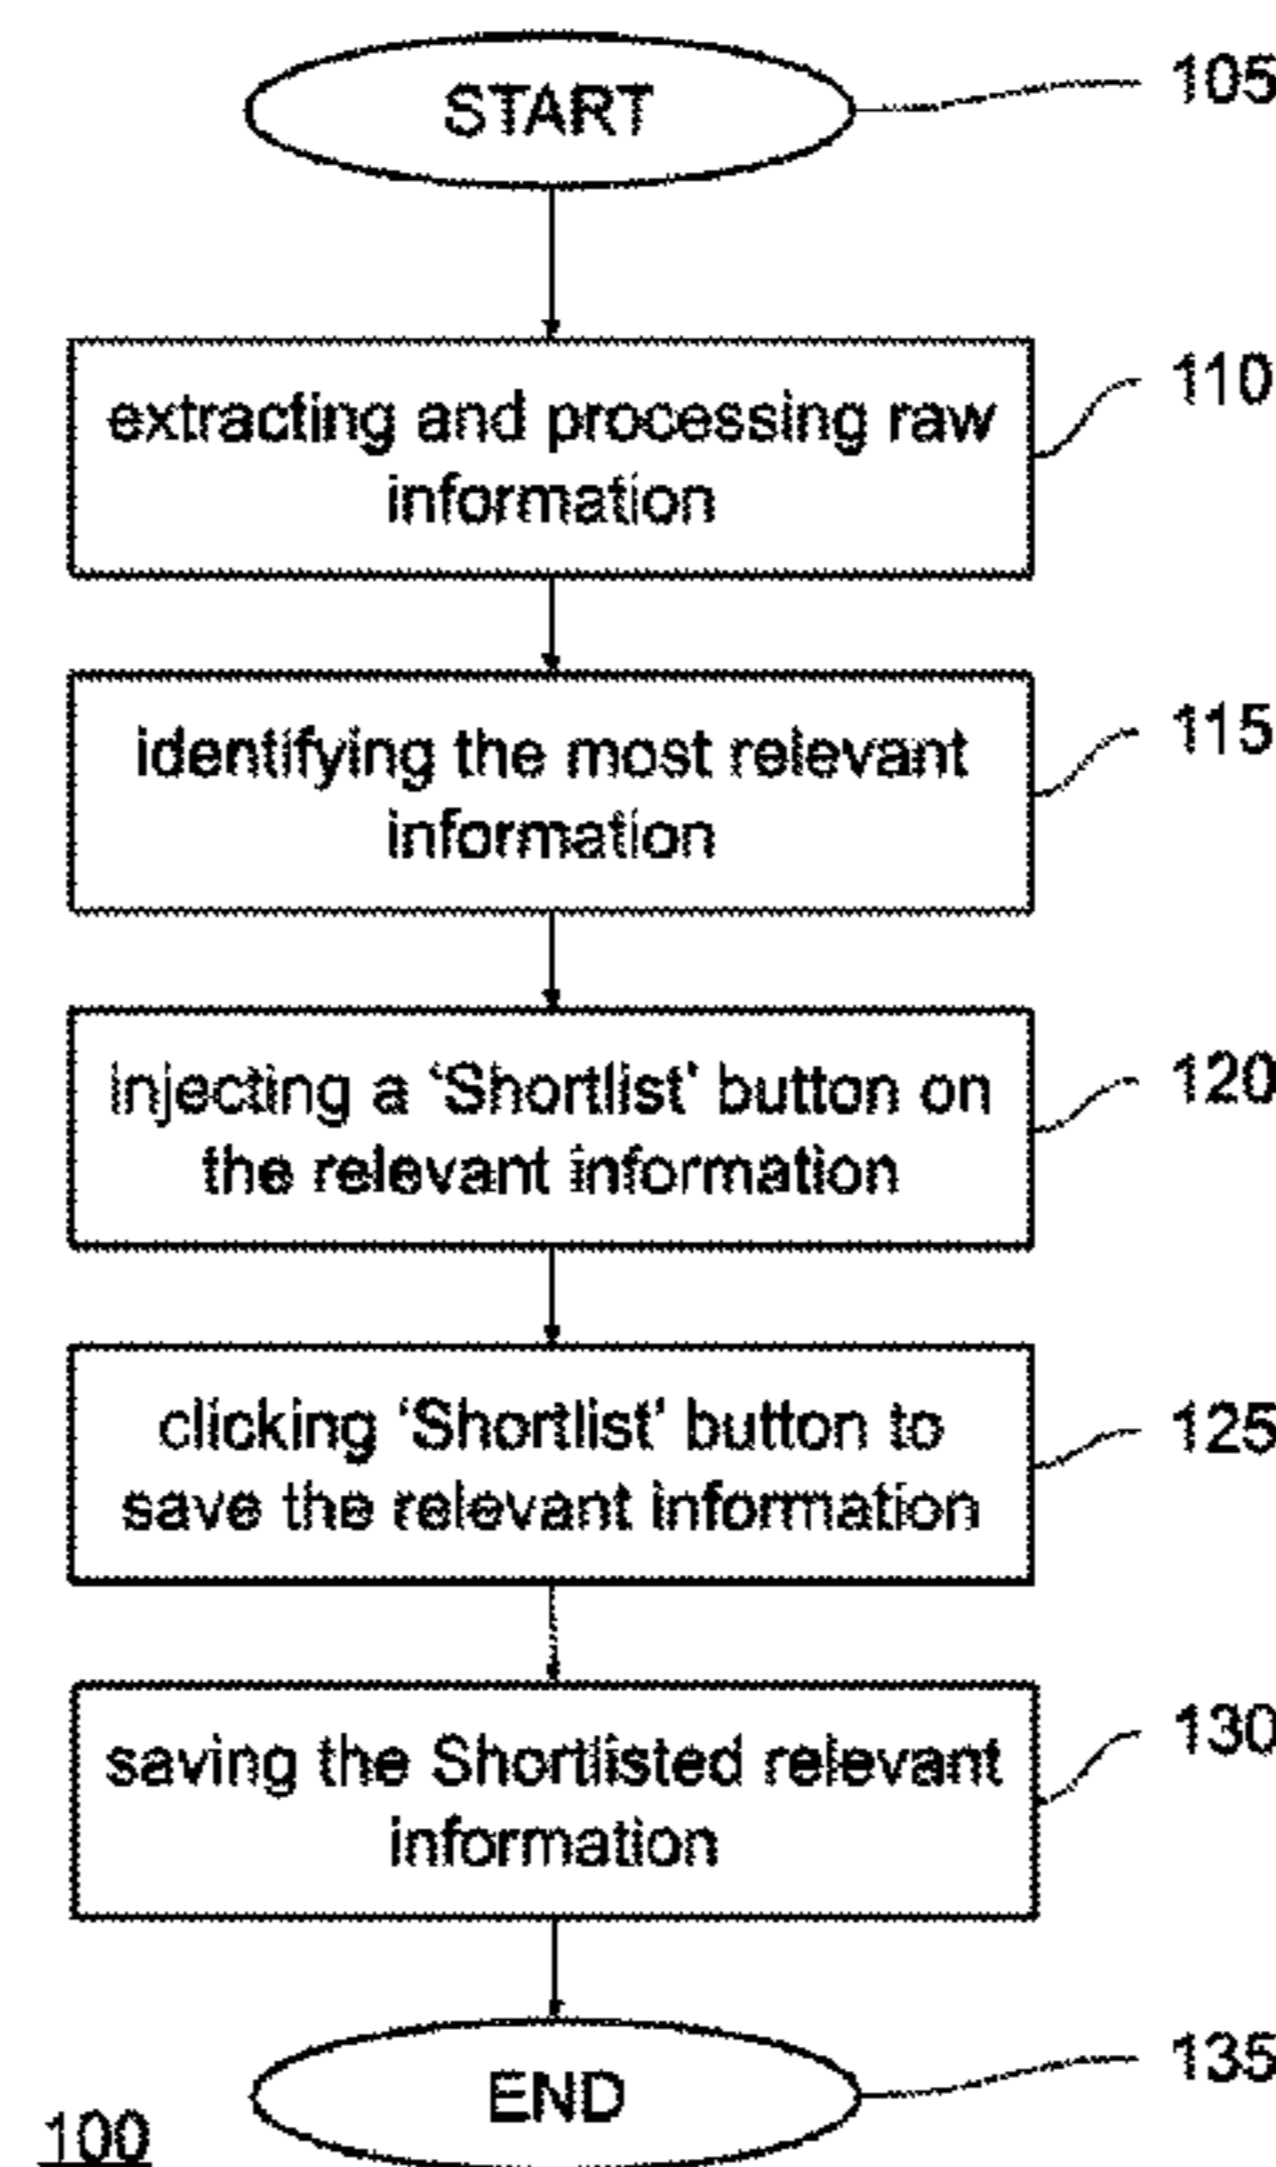 START
105
extracting and processing raw
information
110
identifying the most relevant
information
115
injecting a ‘Shortlist’ button on
the relevant information
120
clicking ‘Shortlist’ button to
save the relevant information
125
saving the Shortlisted relevant
information
130
END
135
100